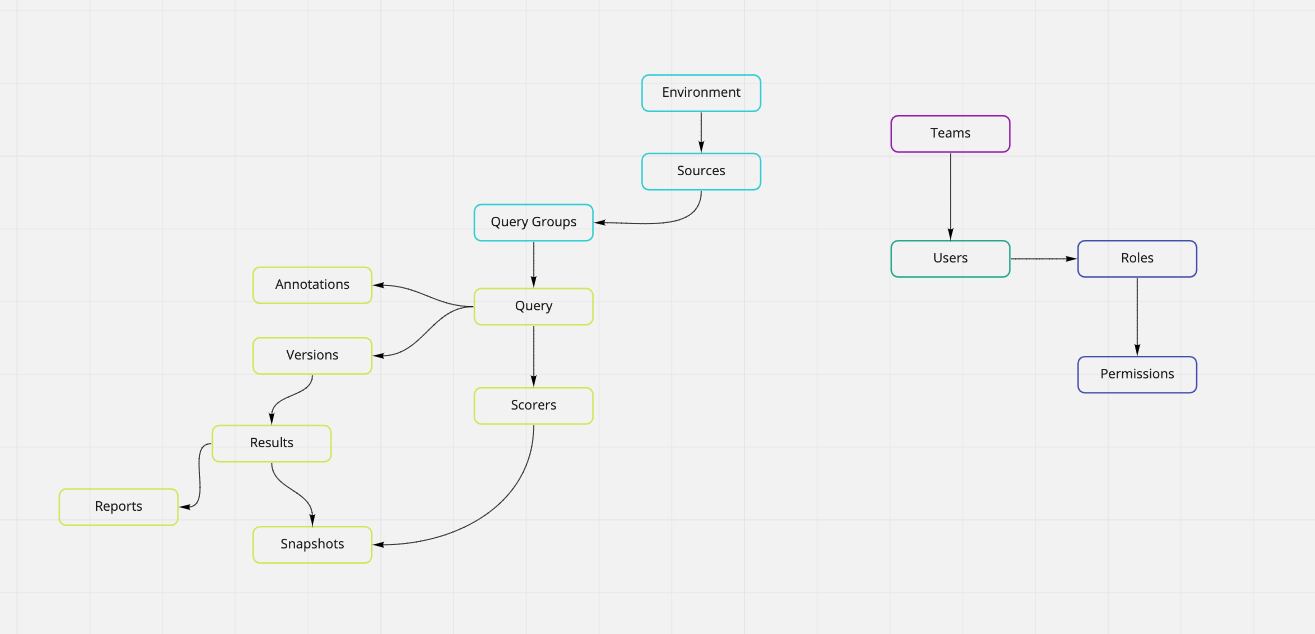 Environment
Teams
Sources
Query Groups
Users
Roles
Annotations
Query
Versions
Permissions
Scorers
Results
Reports
Snapshots